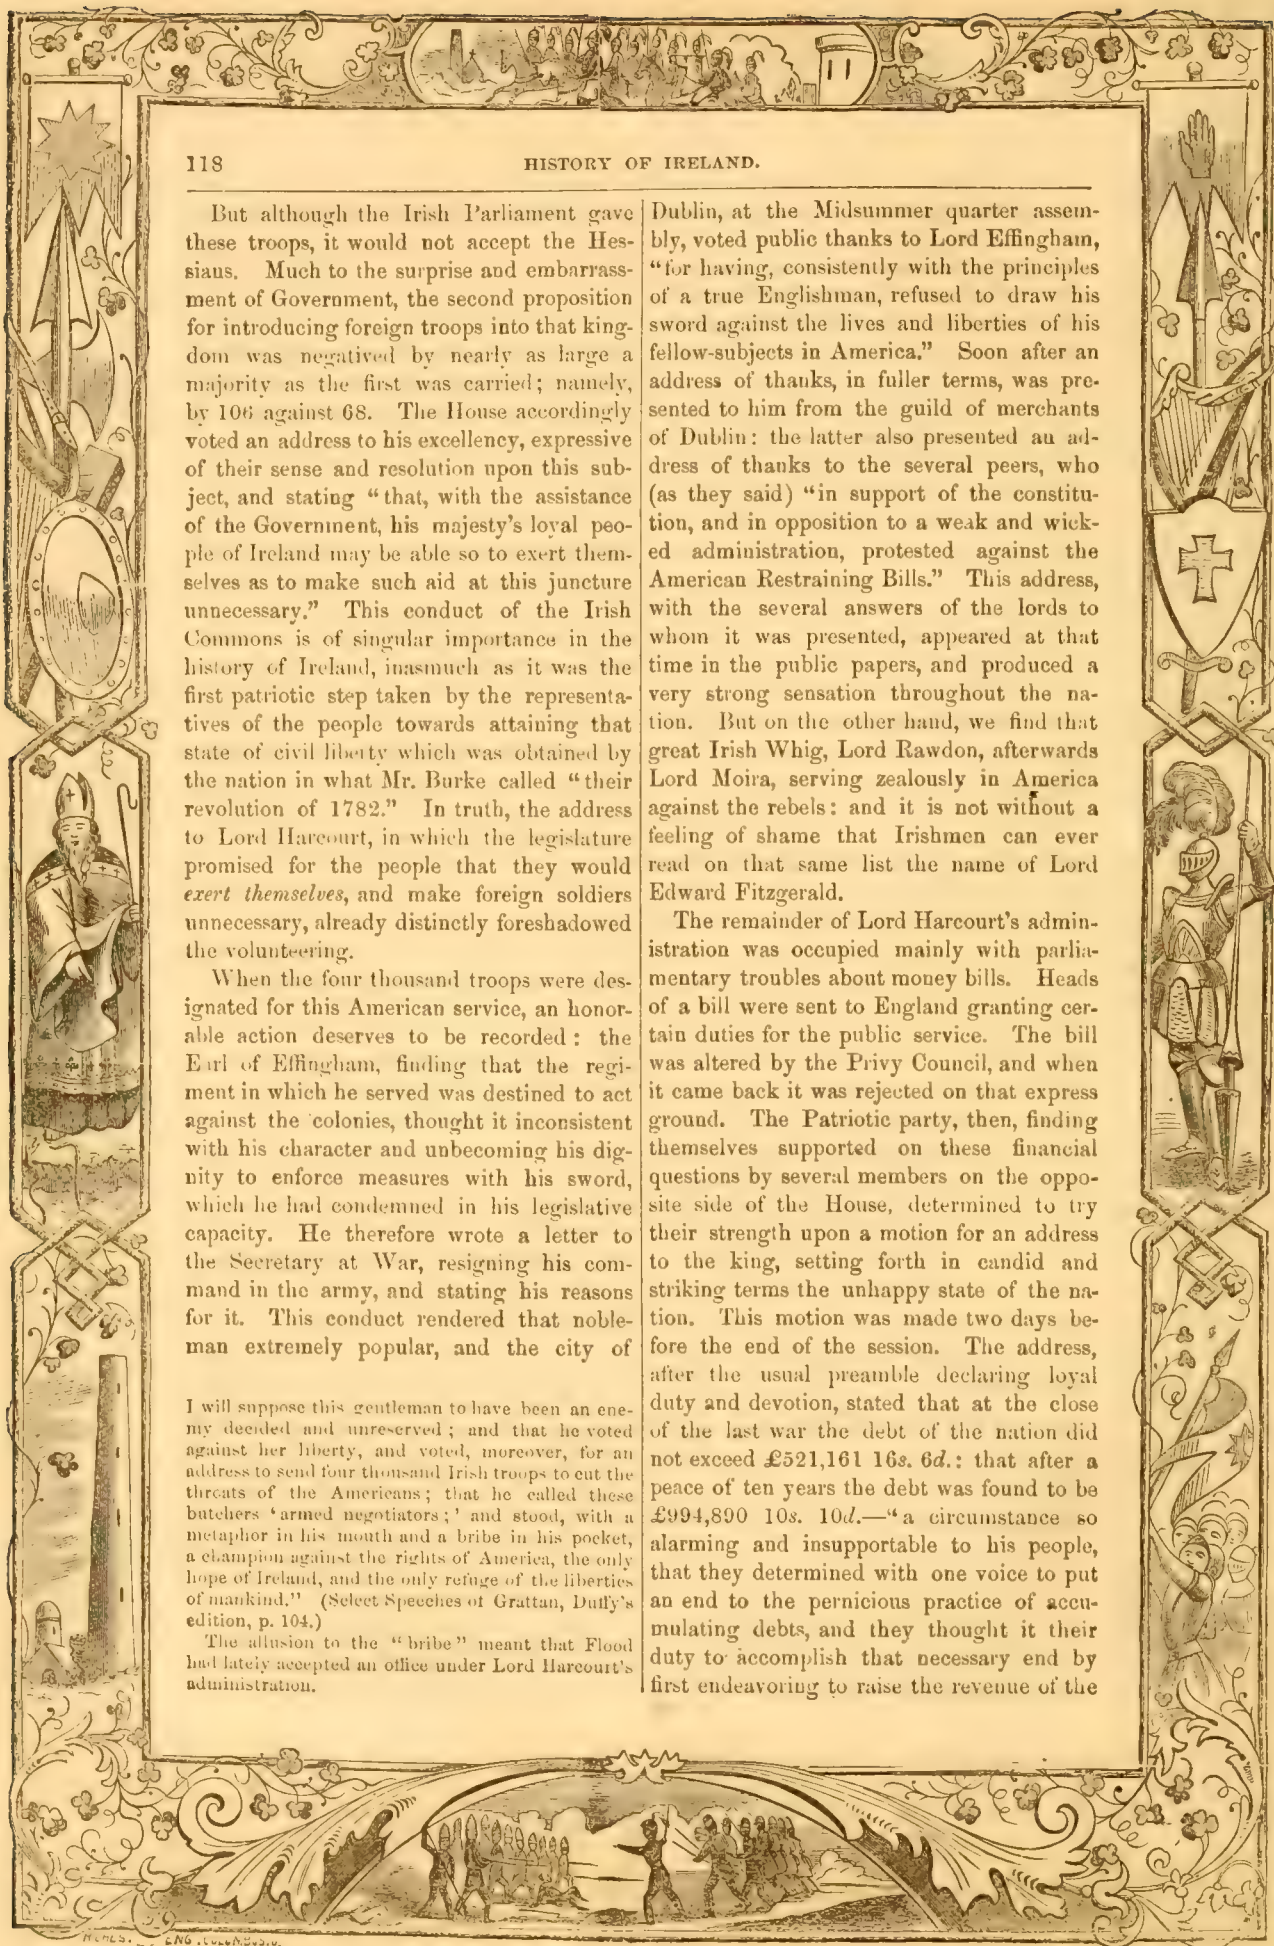 118
HISTORY OF IRELAND.
But although the Irish Parliament gave
these troops, it would not accept the Hes-
sians. Much to the surprise and embarrass-
ment of Government, the second proposition
for introducing foreign troops into that king-
dom was negatived by nearly as large a
majority as the first was carried; namely,
by 106 against 68. The House accordingly
voted an address to his excellency, expressive
of their sense and resolution upon this sub-
ject, and stating "that, with the assistance
of the Government, his majesty's loyal peo-
ple of Ireland may be able so to exert them-
selves as to make such aid at this juncture
unnecessary." This conduct of the Irish
Commons is of singular importance in the
history of Ireland, inasmuch as it was the
first patriotic step taken by the representa-
tives of the people towards attaining that
state of civil liberty which was obtained by
the nation in what Mr. Burke called "their
revolution of 1782." In truth, the address
to Lord Harcourt, in which the legislature
promised for the people that they would
exert themselves, and make foreign soldiers
unnecessary, already distinctly foreshadowed
the volunteering.
When the four thousand troops were des-
ignated for this American service, an honor-
able action deserves to be recorded: the
Earl of Effingham, finding that the regi-
ment in which he served was destined to act
against the colonies, thought it inconsistent
with his character and unbecoming his dig-
nity to enforce measures with his sword,
which he had condemned in his legislative
capacity. He therefore wrote a letter to
the Secretary at War, resigning his com-
mand in the army, and stating his reasons
for it. This conduct rendered that noble-
man extremely popular, and the city of
I will suppose this gentleman to have been an ene-
my decided and unreserved; and that he voted
against her liberty, and voted, moreover, for an
address to send four thousand Irish troops to cut the
throats of the Americans; that he called these
butchers 'armed negotiators;' and stood, with a
metaphor in his mouth and a bribe in his pocket,
a champion against the rights of America, the only
hope of Ireland, and the only refuge of the liberties
of mankind." (Select Speeches of Grattan, Duffy's
edition, p. 104.)
The allusion to the "bribe" meant that Flood
had lately accepted an office under Lord Harcourt's
administration.
Dublin, at the Midsummer quarter assem-
bly, voted public thanks to Lord Effingham,
"for having, consistently with the principles
of a true Englishman, refused to draw his
sword against the lives and liberties of his
fellow-subjects in America." Soon after an
address of thanks, in fuller terms, was pre-
sented to him from the guild of merchants
of Dublin: the latter also presented an ad-
dress of thanks to the several peers, who
(as they said) "in support of the constitu-
tion, and in opposition to a weak and wick-
ed administration, protested against the
American Restraining Bills." This address,
with the several answers of the lords to
whom it was presented, appeared at that
time in the public papers, and produced a
very strong sensation throughout the na-
tion. But on the other hand, we find that
great Irish Whig, Lord Rawdon, afterwards
Lord Moira, serving zealously in America
against the rebels: and it is not without a
feeling of shame that Irishmen can ever
read on that same list the name of Lord
Edward Fitzgerald.
The remainder of Lord Harcourt's admin-
istration was occupied mainly with parlia-
mentary troubles about money bills. Heads
of a bill were sent to England granting cer-
tain duties for the public service. The bill
was altered by the Privy Council, and when
it came back it was rejected on that express
ground. The Patriotic party, then, finding
themselves supported on these financial
questions by several members on the oppo-
site side of the House, determined to try
their strength upon a motion for an address
to the king, setting forth in candid and
striking terms the unhappy state of the na-
tion. This motion was made two days be-
fore the end of the session. The address,
after the usual preamble declaring loyal
duty and devotion, stated that at the close
of the last war the debt of the nation did
not exceed £521,161 16s. 6d.: that after a
peace of ten years the debt was found to be
£994,890 10s. 10d.—"a circumstance so
alarming and insupportable to his people,
that they determined with one voice to put
an end to the pernicious practice of accu-
mulating debts, and they thought it their
duty to accomplish that necessary end by
first endeavoring to raise the revenue of the
ENG.